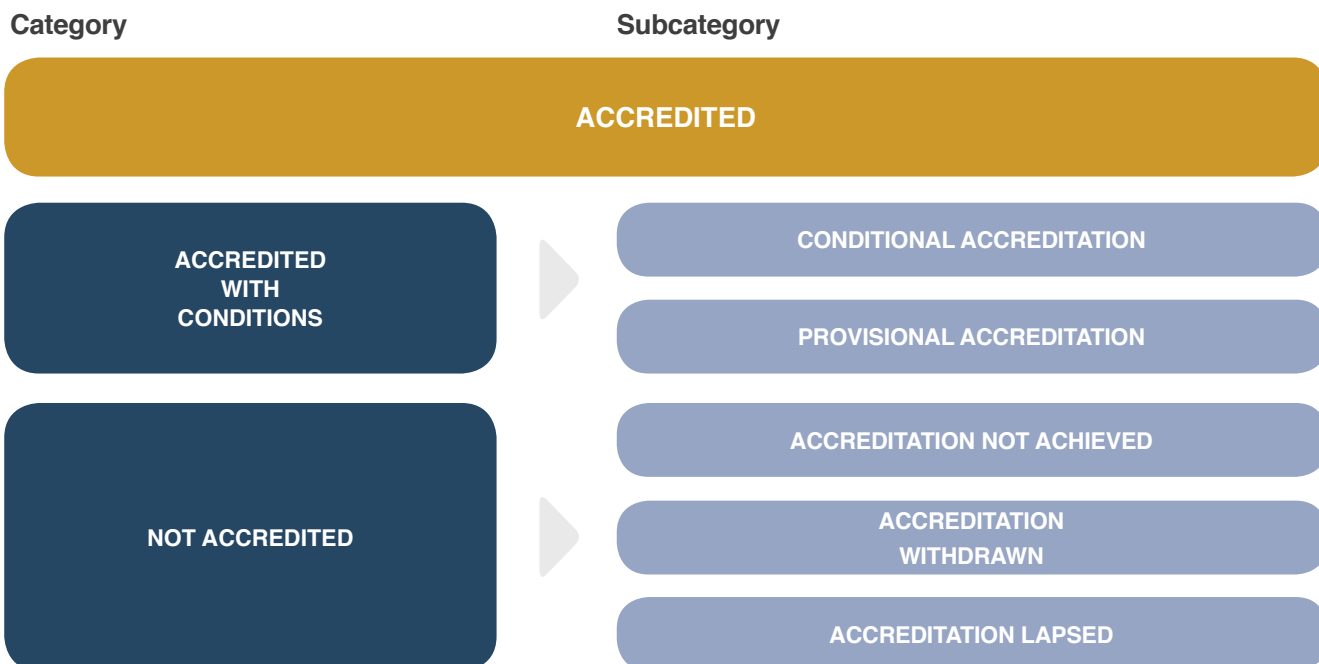 Category
Subcategory
ACCREDITED
ACCREDITED
WITH
CONDITIONS
CONDITIONAL ACCREDITATION
PROVISIONAL ACCREDITATION
NOT ACCREDITED
ACCREDITATION NOT ACHIEVED
ACCREDITATION
WITHDRAWN
ACCREDITATION LAPSED